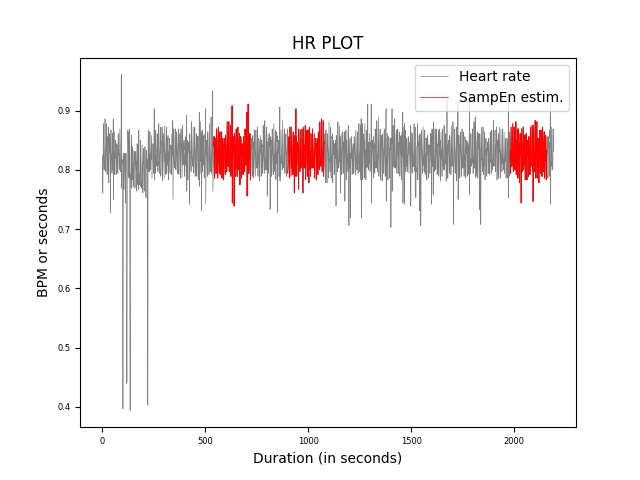 HR PLOT
Heart rate
SampEn estim.
BPM or seconds
0.9
0.8
0.7
0.6
0.5
0.4
0
500
1000
1500
2000
Duration (in seconds)